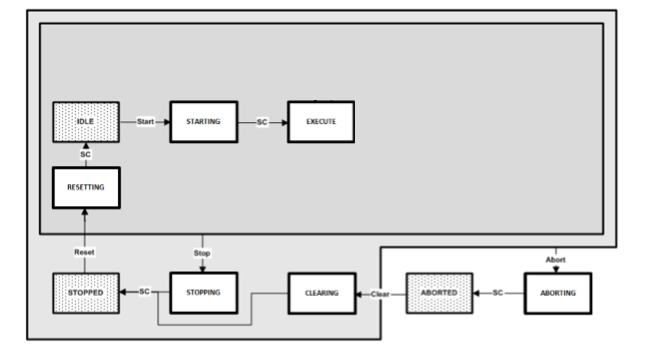 IDLE
Start
STARTING
SC
EXECUTE
SC
RESETTING
Reset
Stop
Abort
STOPPED
SC
STOPPING
CLEARING
Clear
ABORTED
SC
ABORTING